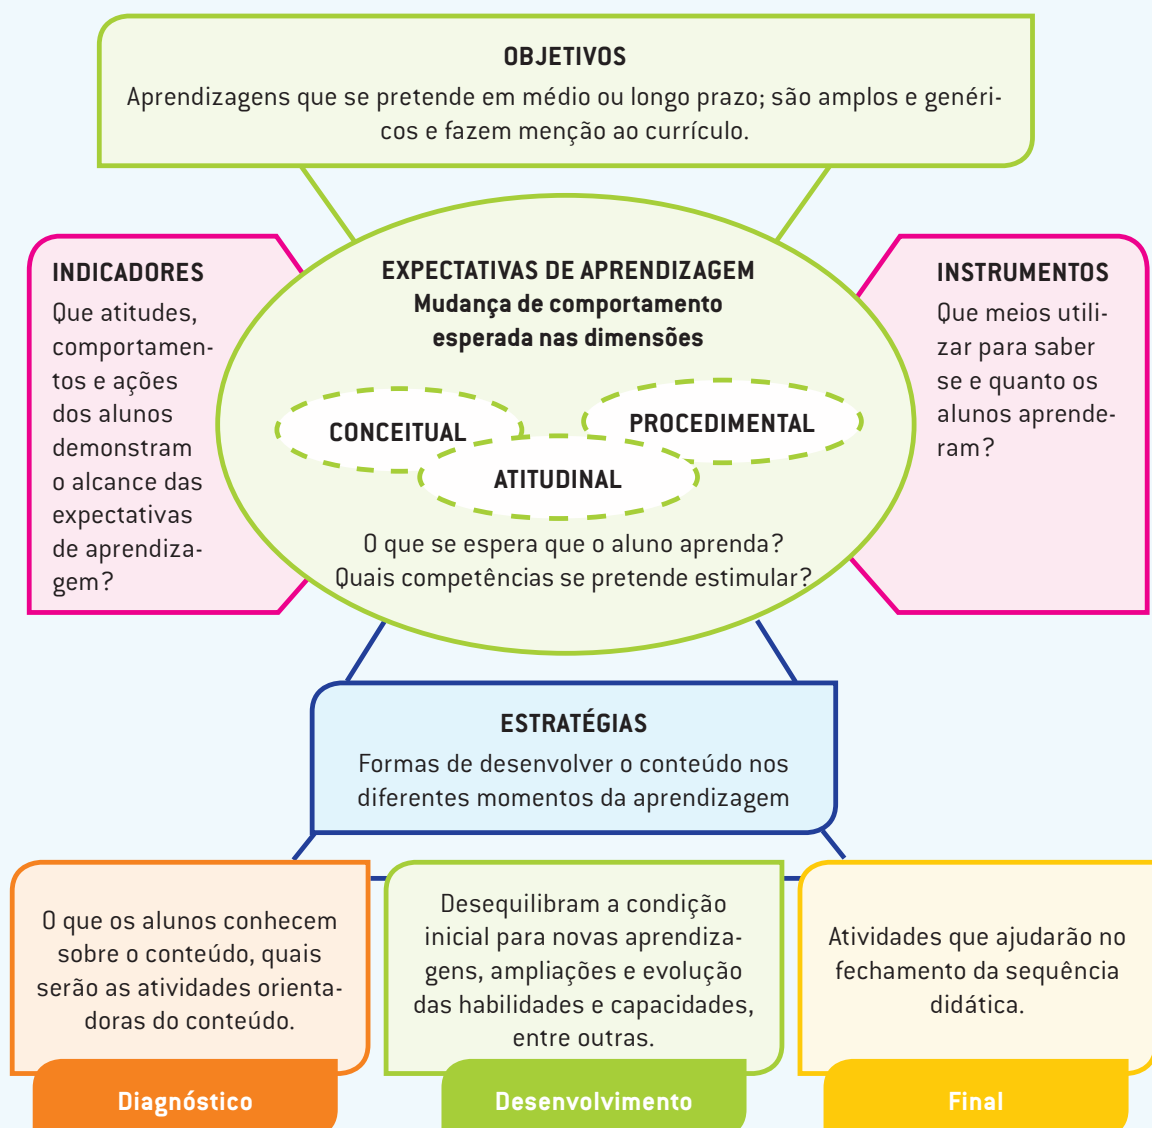 OBJETIVOS
Aprendizagens que se pretende em médio ou longo prazo; são amplos e genéri-
cos e fazem menção ao currículo.
INDICADORES
Que atitudes,
comportamen-
tos e ações
dos alunos
demonstram
o alcance das
expectativas
de aprendiza-
gem?
EXPECTATIVAS DE APRENDIZAGEM
Mudança de comportamento
esperada nas dimensões
CONCEITUAL
PROCEDIMENTAL
ATITUDINAL
O que se espera que o aluno aprenda?
Quais competências se pretende estimular?
INSTRUMENTOS
Que meios utili-
zar para saber
se e quanto os
alunos aprende-
ram?
ESTRATÉGIAS
Formas de desenvolver o conteúdo nos
diferentes momentos da aprendizagem
O que os alunos conhecem
sobre o conteúdo, quais
serão as atividades orienta-
doras do conteúdo.
Diagnóstico
Desequilibram a condição
inicial para novas aprendiza-
gens, ampliações e evolução
das habilidades e capacidades,
entre outras.
Desenvolvimento
Atividades que ajudarão no
fechamento da sequência
didática.
Final